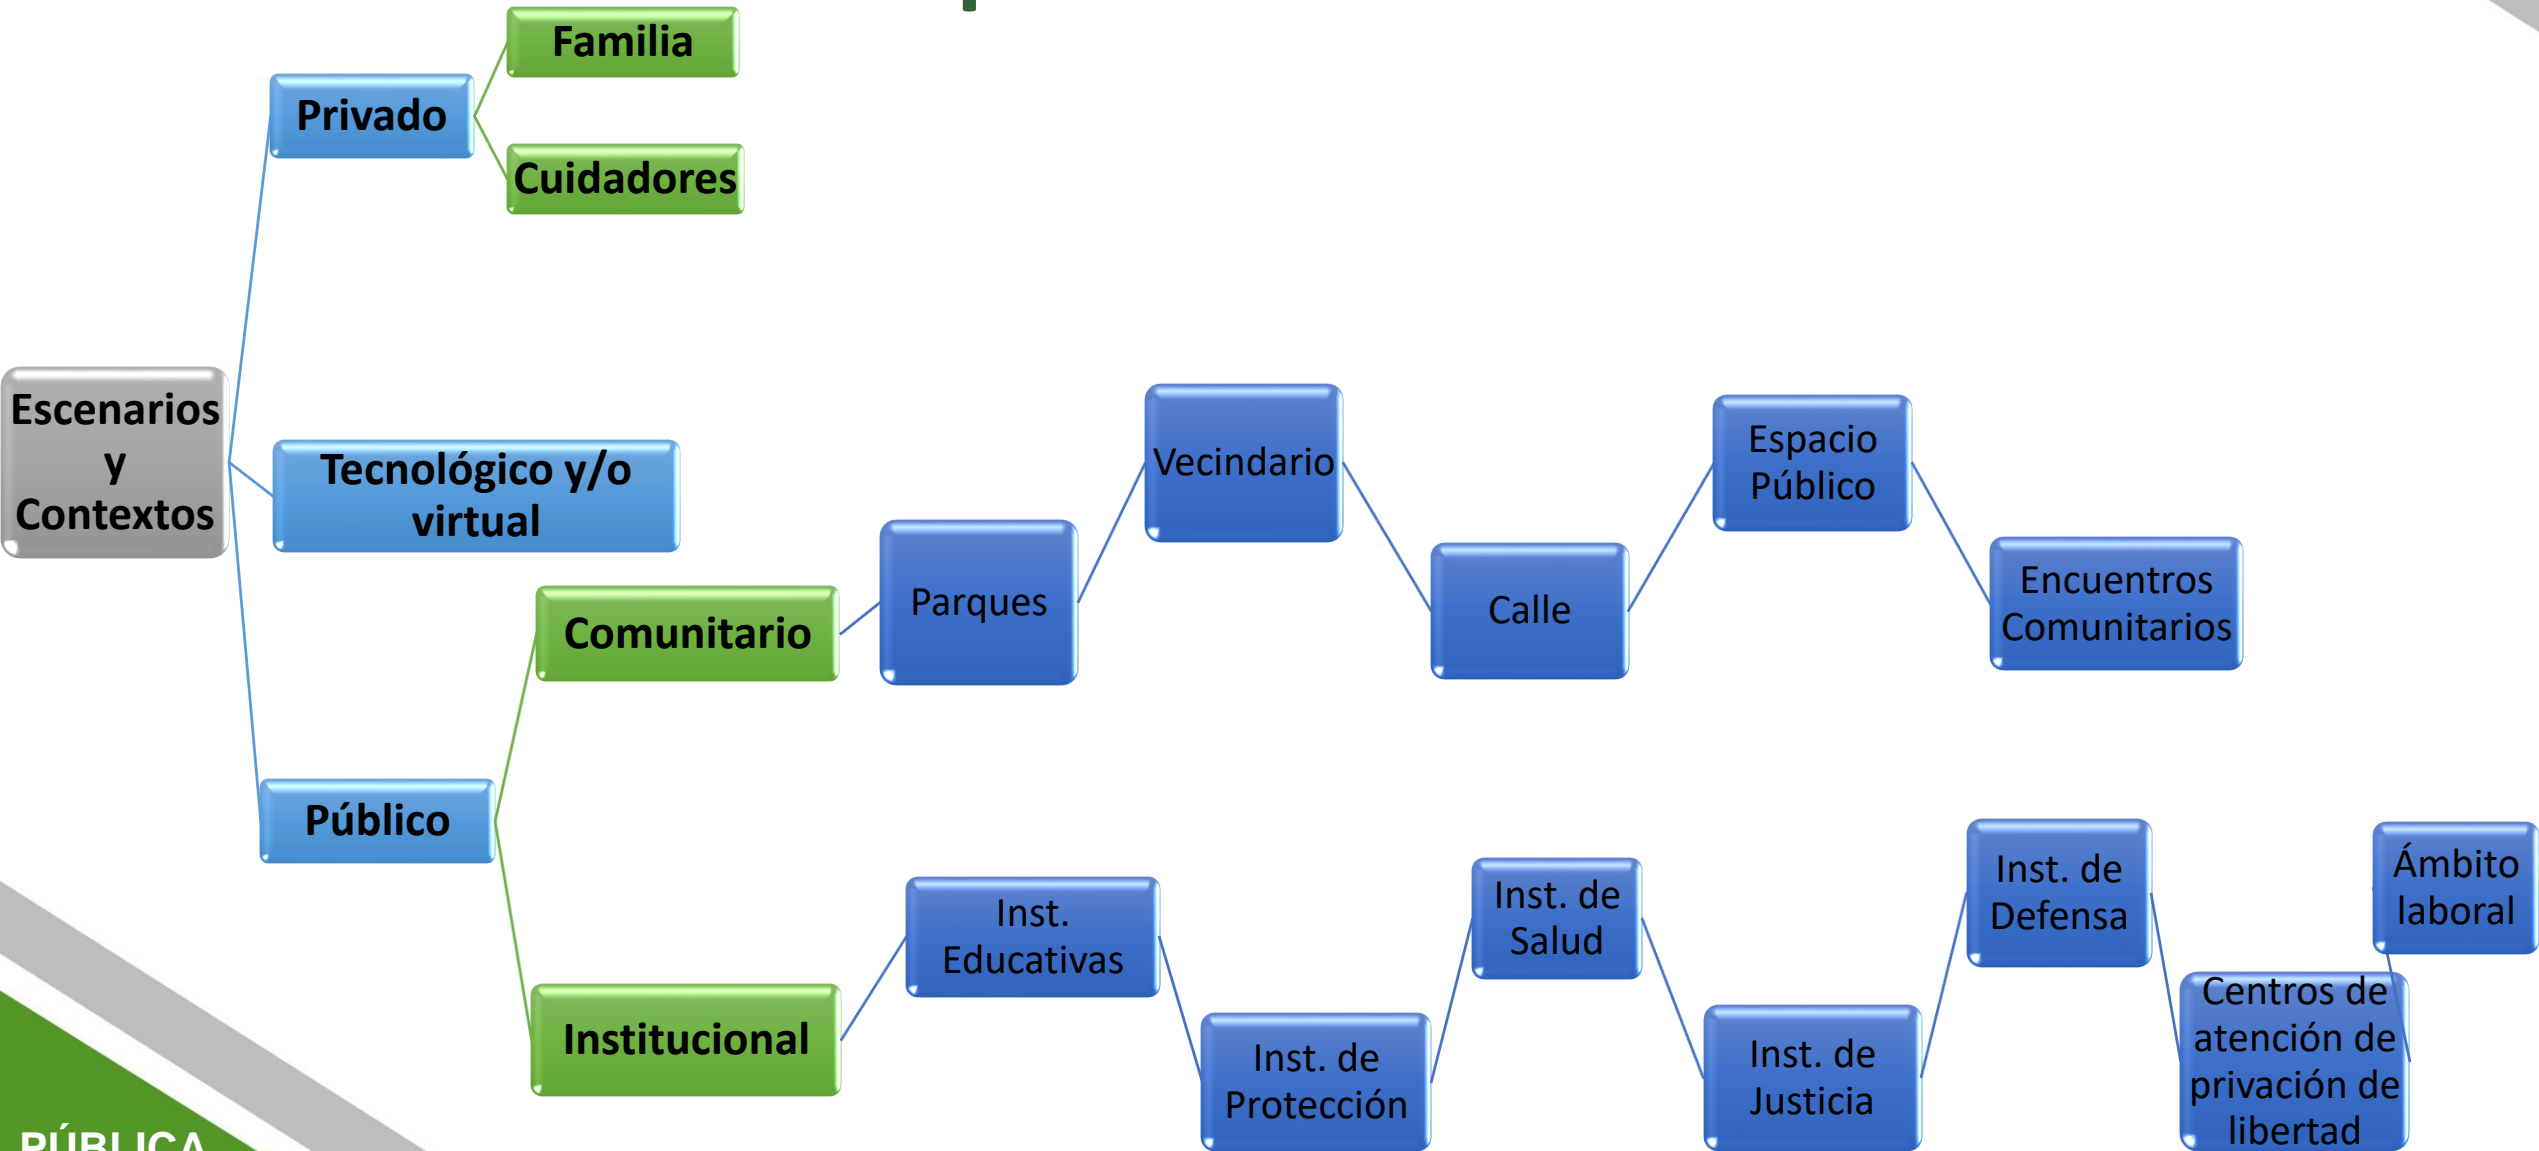 Familia
Privado
Cuidadores
Escenarios
y
Contextos
Tecnológico y/o
virtual
Público
Comunitario
Parques
Vecindario
Calle
Espacio
Público
Encuentros
Comunitarios
Institucional
Inst.
Educativas
Inst. de
Protección
Inst. de
Salud
Inst. de
Justicia
Inst. de
Defensa
Centros de
atención de
privación de
libertad
Ámbito
laboral
PÚBLICA